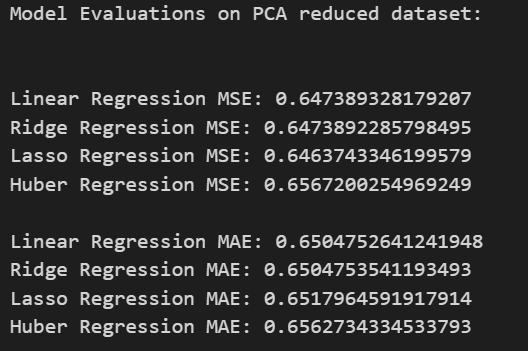 Model Evaluations on PCA reduced dataset:
Linear Regression MSE: 0.647389328179207
Ridge Regression MSE: 0.6473892285798495
Lasso Regression MSE: 0.6463743346199579
Huber Regression MSE: 0.6567200254969249
Linear Regression MAE: 0.6504752641241948
Ridge Regression MAE: 0.6504753541193493
Lasso Regression MAE: 0.6517964591917914
Huber Regression MAE: 0.6562734334533793